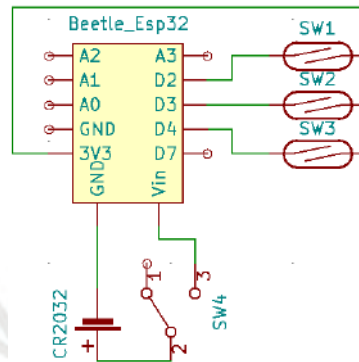 Beetle_Esp32
SW1
A2 A3
A1 D2
SW2
A0 D3
GND D4
SW3
3V3 D7
GND Vin
1 3
SW4
2
CR2032
+